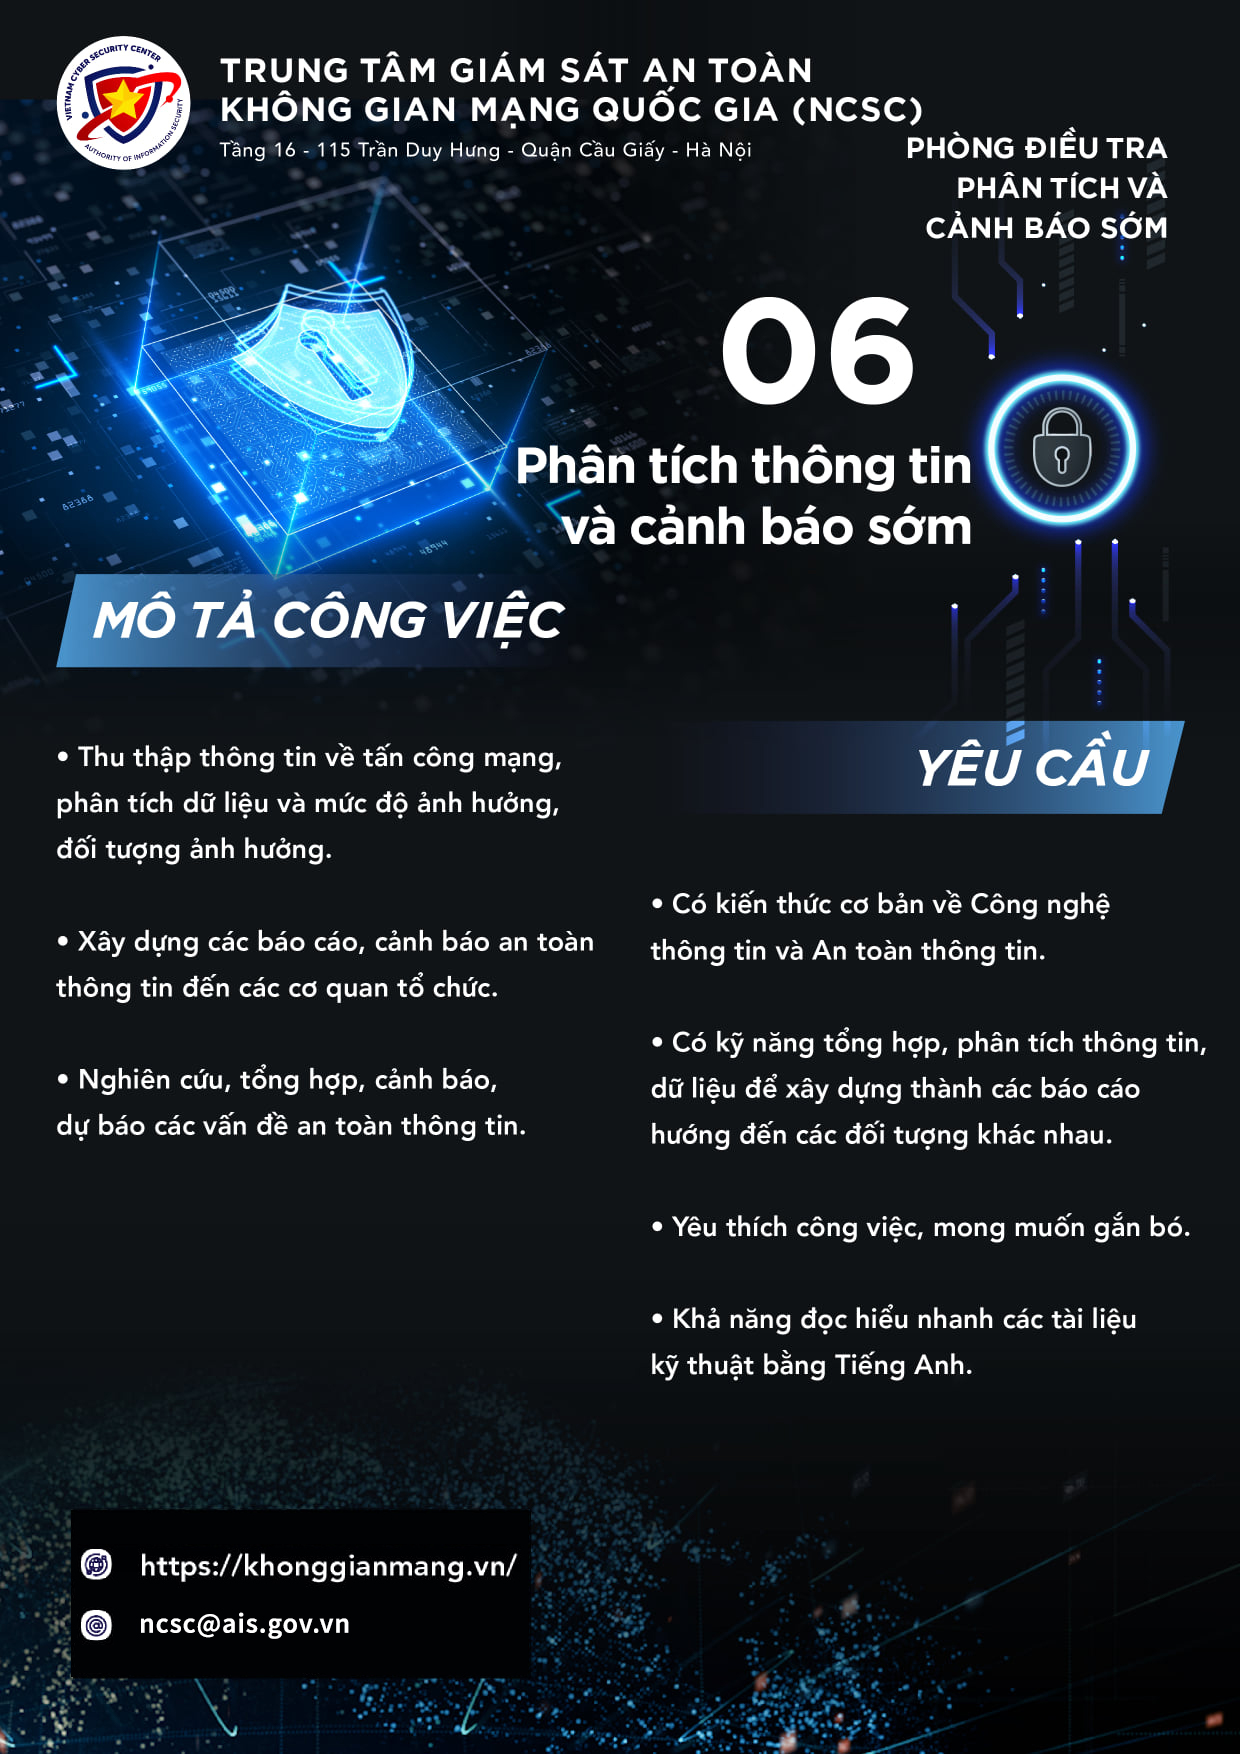 VIETNAM CYBER SECURITY CENTER
AUTHORITY OF INFORMATION SECURITY
TRUNG TÂM GIÁM SÁT AN TOÀN
KHÔNG GIAN MẠNG QUỐC GIA (NCSC)
Tầng 16 - 115 Trần Duy Hưng - Quận Cầu Giấy - Hà Nội
PHÒNG ĐIỀU TRA
PHÂN TÍCH VÀ
CẢNH BÁO SỚM
06
Phân tích thông tin
và cảnh báo sớm
MÔ TẢ CÔNG VIỆC
• Thu thập thông tin về tấn công mạng,
phân tích dữ liệu và mức độ ảnh hưởng,
đối tượng ảnh hưởng.
• Xây dựng các báo cáo, cảnh báo an toàn
thông tin đến các cơ quan tổ chức.
• Nghiên cứu, tổng hợp, cảnh báo,
dự báo các vấn đề an toàn thông tin.
YÊU CẦU
• Có kiến thức cơ bản về Công nghệ
thông tin và An toàn thông tin.
• Có kỹ năng tổng hợp, phân tích thông tin,
dữ liệu để xây dựng thành các báo cáo
hướng đến các đối tượng khác nhau.
• Yêu thích công việc, mong muốn gắn bó.
• Khả năng đọc hiểu nhanh các tài liệu
kỹ thuật bằng Tiếng Anh.
https://khonggianmang.vn/
ncsc@ais.gov.vn